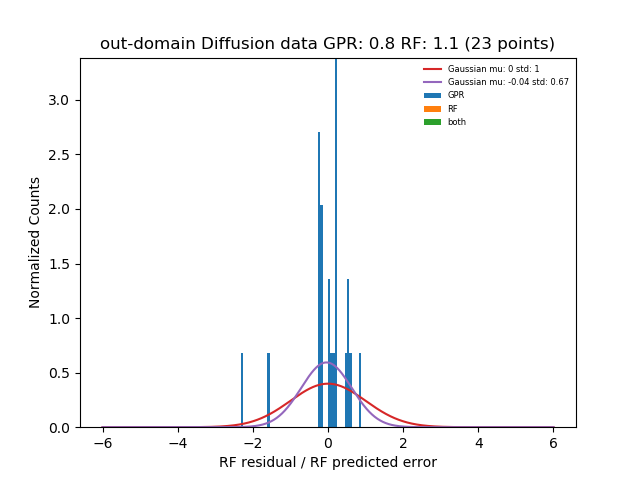 out-domain Diffusion data GPR: 0.8 RF: 1.1 (23 points)
Gaussian mu: 0 std: 1
Gaussian mu: -0.04 std: 0.67
GPR
RF
both
Normalized Counts
3.0
2.5
2.0
1.5
1.0
0.5
0.0
−6 −4 −2 0 2 4 6
RF residual / RF predicted error